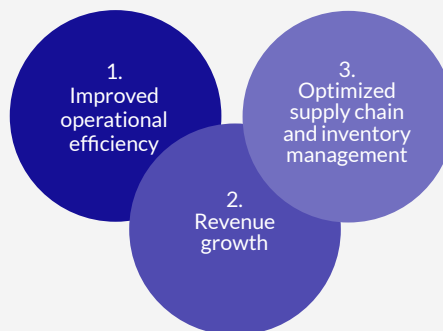 1.
Improved
operational
efficiency
2.
Revenue
growth
3.
Optimized
supply chain
and inventory
management